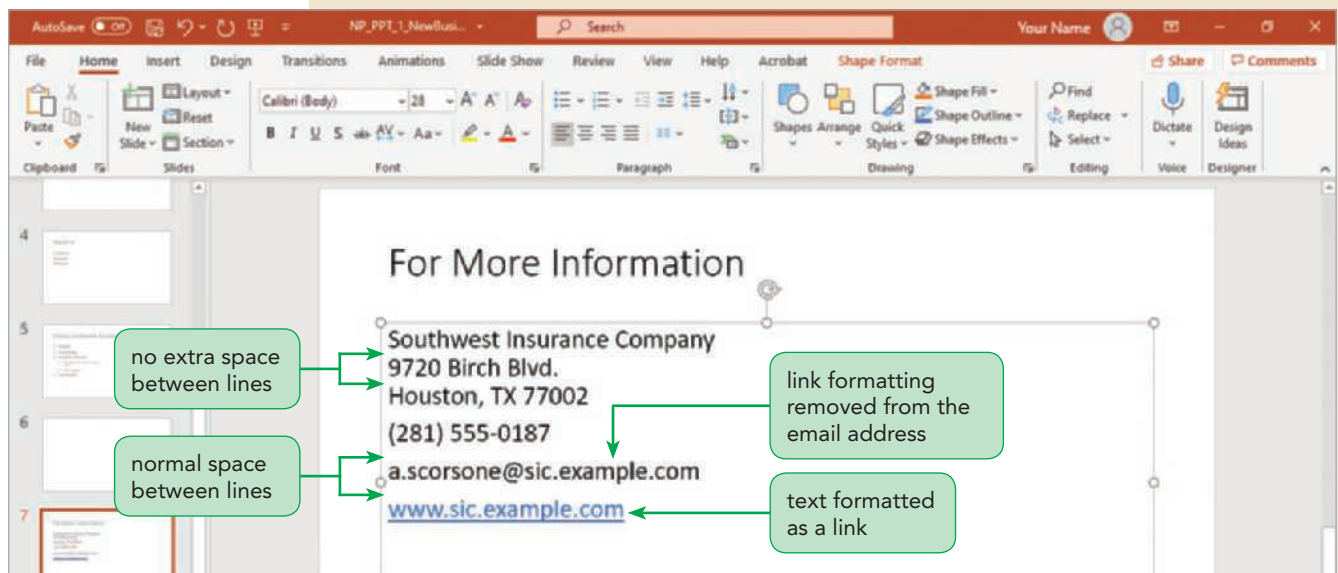 AutoSave Off NP_PPT_1_NewBusi... Search Your Name
File Home Insert Design Transitions Animations Slide Show Review View Help Acrobat Shape Format Share Comments
Paste
New Slide
Layout
Reset
Section
Calibri (Body) 28 A A A
B I U S ab AV Aa A
Shapes Arrange Quick Styles
Shape Fill
Shape Outline
Shape Effects
Find
Replace
Select
Dictate
Design Ideas
Clipboard Slides Font Paragraph Drawing Editing Voice Designer
4
5
6
7
For More Information
Southwest Insurance Company
9720 Birch Blvd.
Houston, TX 77002
(281) 555-0187
a.scorsone@sic.example.com
www.sic.example.com
no extra space
between lines
normal space
between lines
link formatting
removed from the
email address
text formatted
as a link